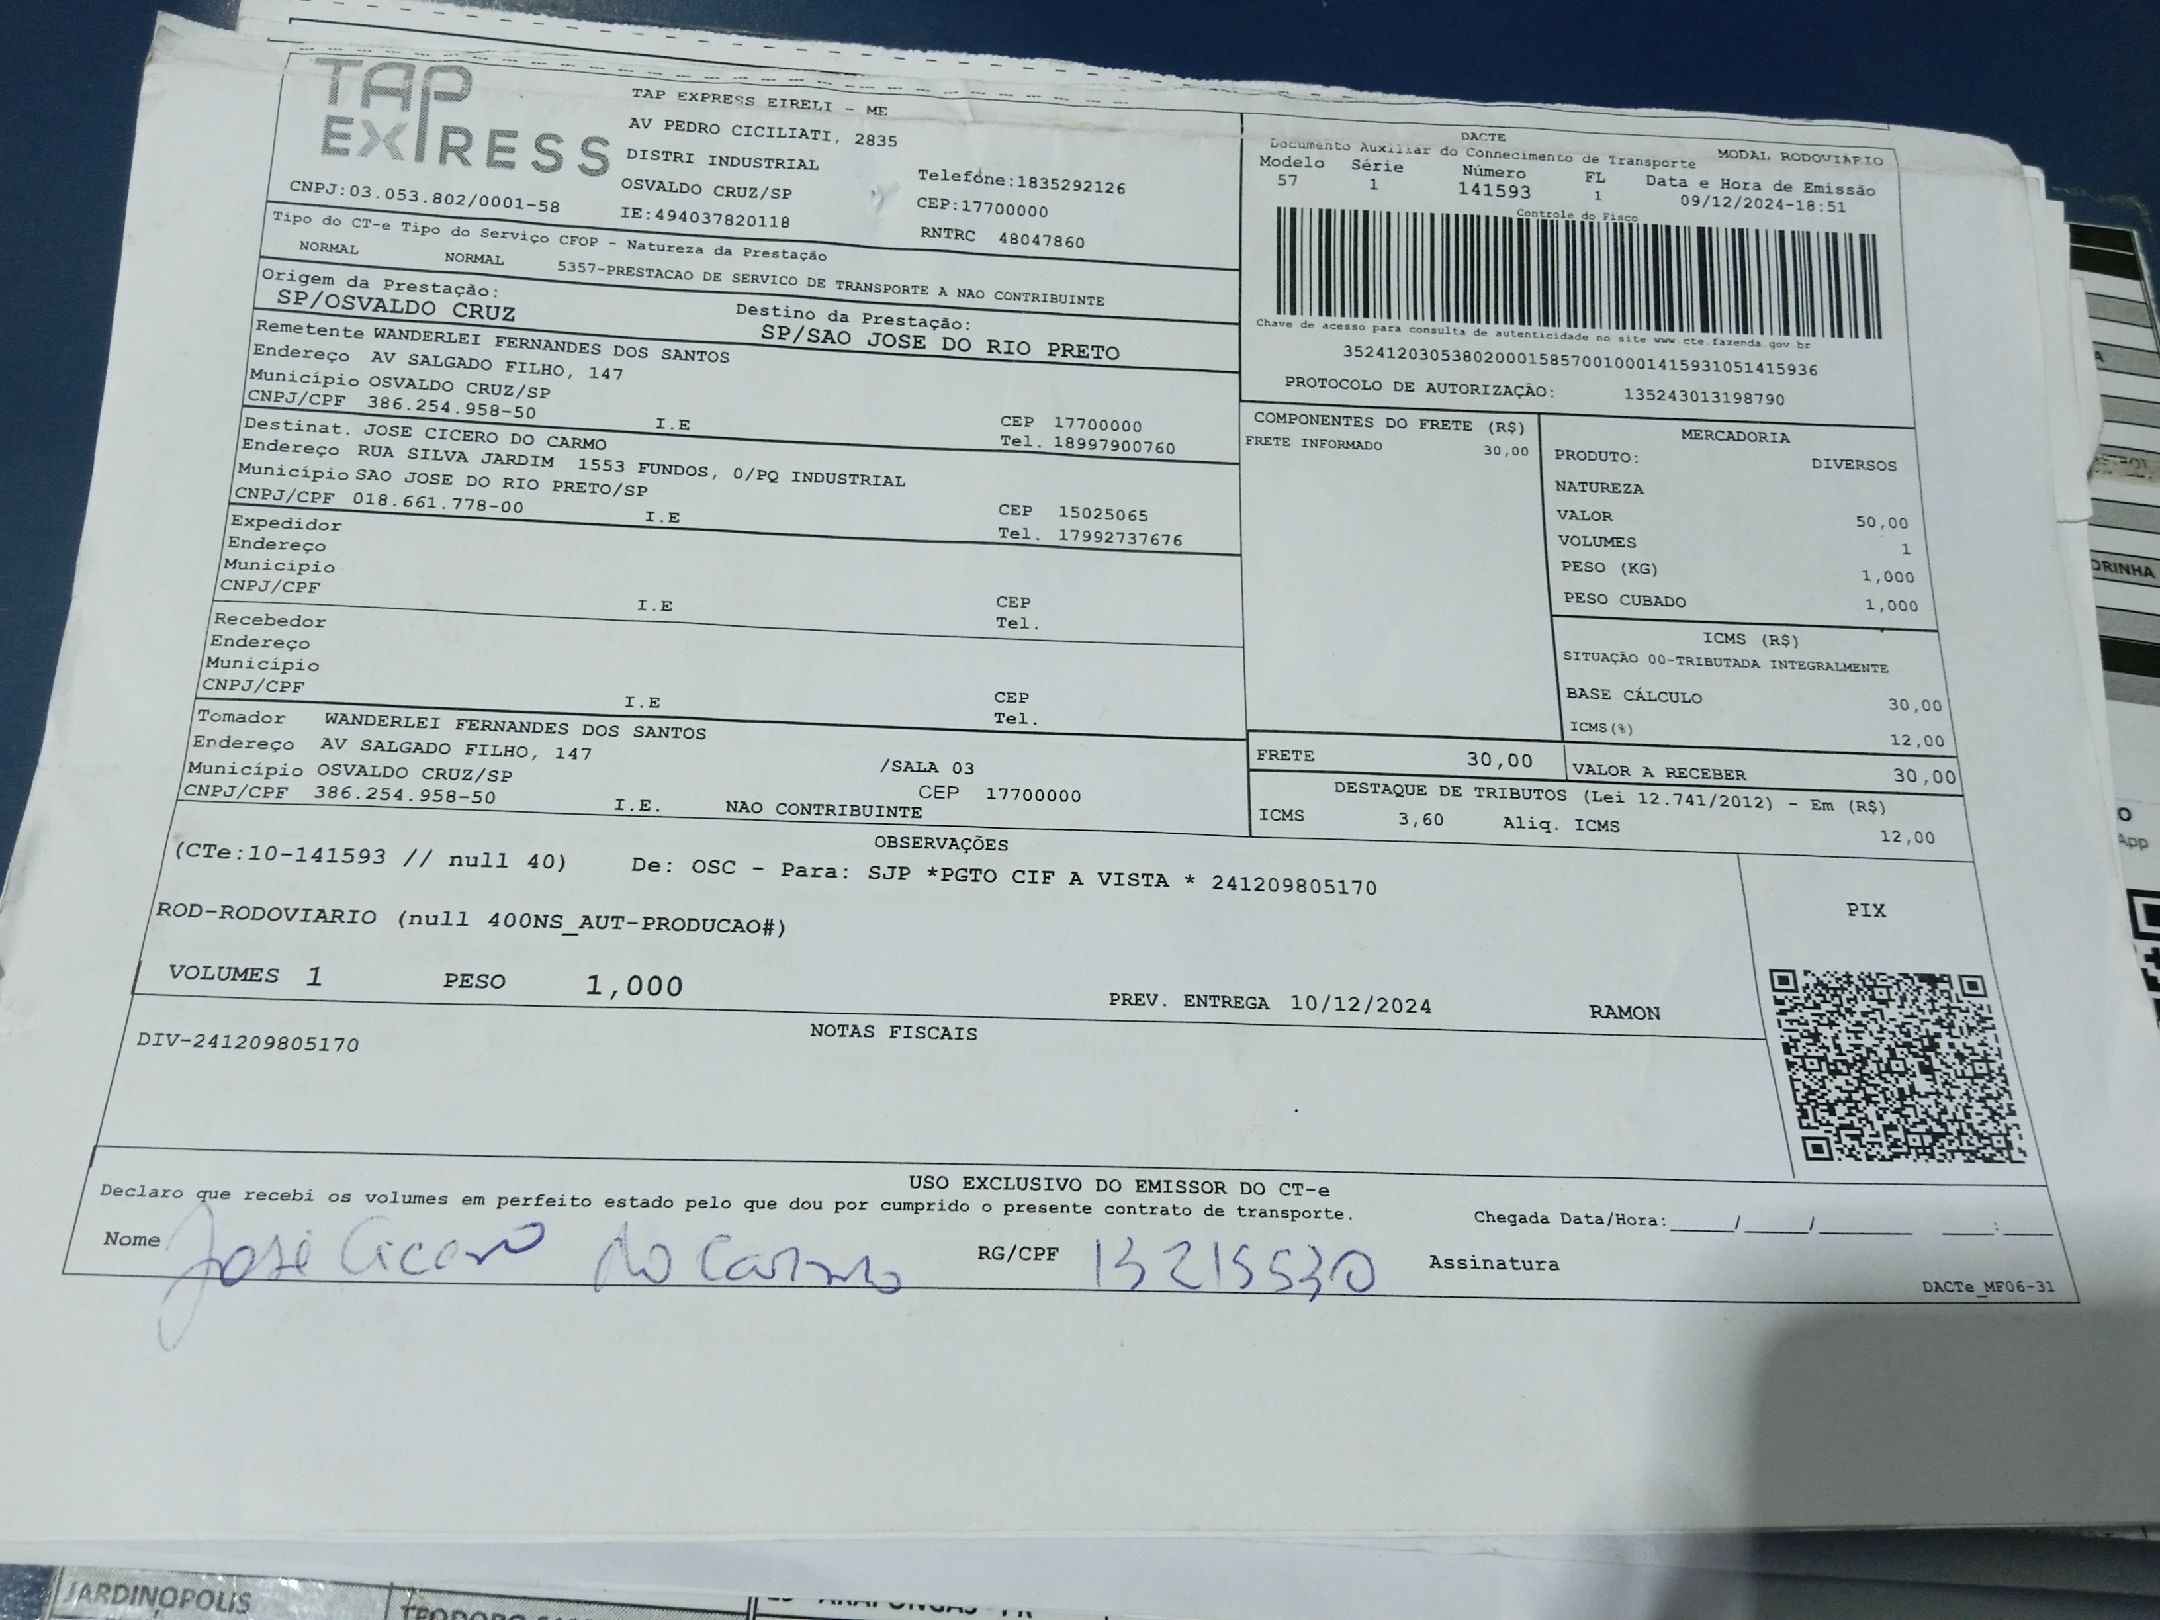 TAP
EXPRESS
TAP EXPRESS EIRELI - ME
AV PEDRO CICILIATI, 2835
DISTRI INDUSTRIAL
OSVALDO CRUZ/SP
IE:494037820118
Telefone:1835292126
CEP:17700000
RNTRC 48047860
CNPJ:03.053.802/0001-58
DACTE
Documento Auxiliar do Connecimento de Transporte
MODAL RODOVIARIO
Modelo Série Número FL Data e Hora de Emissão
57 1 141593 1 09/12/2024-18:51
Controle do Fisco
Chave de acesso para consulta de autenticidade no site www.cte.fazenda.gov.br
35241203053802000158570010001415931051415936
PROTOCOLO DE AUTORIZAÇÃO: 135243013198790
Tipo do CT-e Tipo do Serviço CFOP - Natureza da Prestação
NORMAL NORMAL 5357-PRESTACAO DE SERVICO DE TRANSPORTE A NAO CONTRIBUINTE
Origem da Prestação: Destino da Prestação:
SP/OSVALDO CRUZ SP/SAO JOSE DO RIO PRETO
Remetente WANDERLEI FERNANDES DOS SANTOS
Endereço AV SALGADO FILHO, 147
Município OSVALDO CRUZ/SP CEP 17700000
CNPJ/CPF 386.254.958-50 I.E Tel. 18997900760
Destinat. JOSE CICERO DO CARMO
Endereço RUA SILVA JARDIM 1553 FUNDOS, 0/PQ INDUSTRIAL
Município SAO JOSE DO RIO PRETO/SP CEP 15025065
CNPJ/CPF 018.661.778-00 I.E Tel. 17992737676
Expedidor
Endereço
Município CEP
CNPJ/CPF I.E Tel.
Recebedor
Endereço
Município CEP
CNPJ/CPF I.E Tel.
Tomador WANDERLEI FERNANDES DOS SANTOS
Endereço AV SALGADO FILHO, 147 /SALA 03
Município OSVALDO CRUZ/SP CEP 17700000
CNPJ/CPF 386.254.958-50 I.E. NAO CONTRIBUINTE
COMPONENTES DO FRETE (R$)
FRETE INFORMADO 30,00
MERCADORIA
PRODUTO: DIVERSOS
NATUREZA
VALOR 50,00
VOLUMES 1
PESO (KG) 1,000
PESO CUBADO 1,000
ICMS (R$)
SITUAÇÃO 00-TRIBUTADA INTEGRALMENTE
BASE CÁLCULO 30,00
ICMS(%) 12,00
FRETE 30,00 VALOR A RECEBER 30,00
DESTAQUE DE TRIBUTOS (Lei 12.741/2012) - Em (R$)
ICMS 3,60 Aliq. ICMS 12,00
OBSERVAÇÕES
(CTe:10-141593 // null 40) De: OSC - Para: SJP *PGTO CIF A VISTA * 241209805170
ROD-RODOVIARIO (null 400NS_AUT-PRODUCAO#)
PIX
VOLUMES 1 PESO 1,000 PREV. ENTREGA 10/12/2024 RAMON
NOTAS FISCAIS
DIV-241209805170
USO EXCLUSIVO DO EMISSOR DO CT-e
Declaro que recebi os volumes em perfeito estado pelo que dou por cumprido o presente contrato de transporte.
Chegada Data/Hora:_____/_____/_______ ____:____
Nome José Cicero do Carmo RG/CPF 13215530 Assinatura
DACTe_MF06-31
JARDINOPOLIS
ORINHA
App